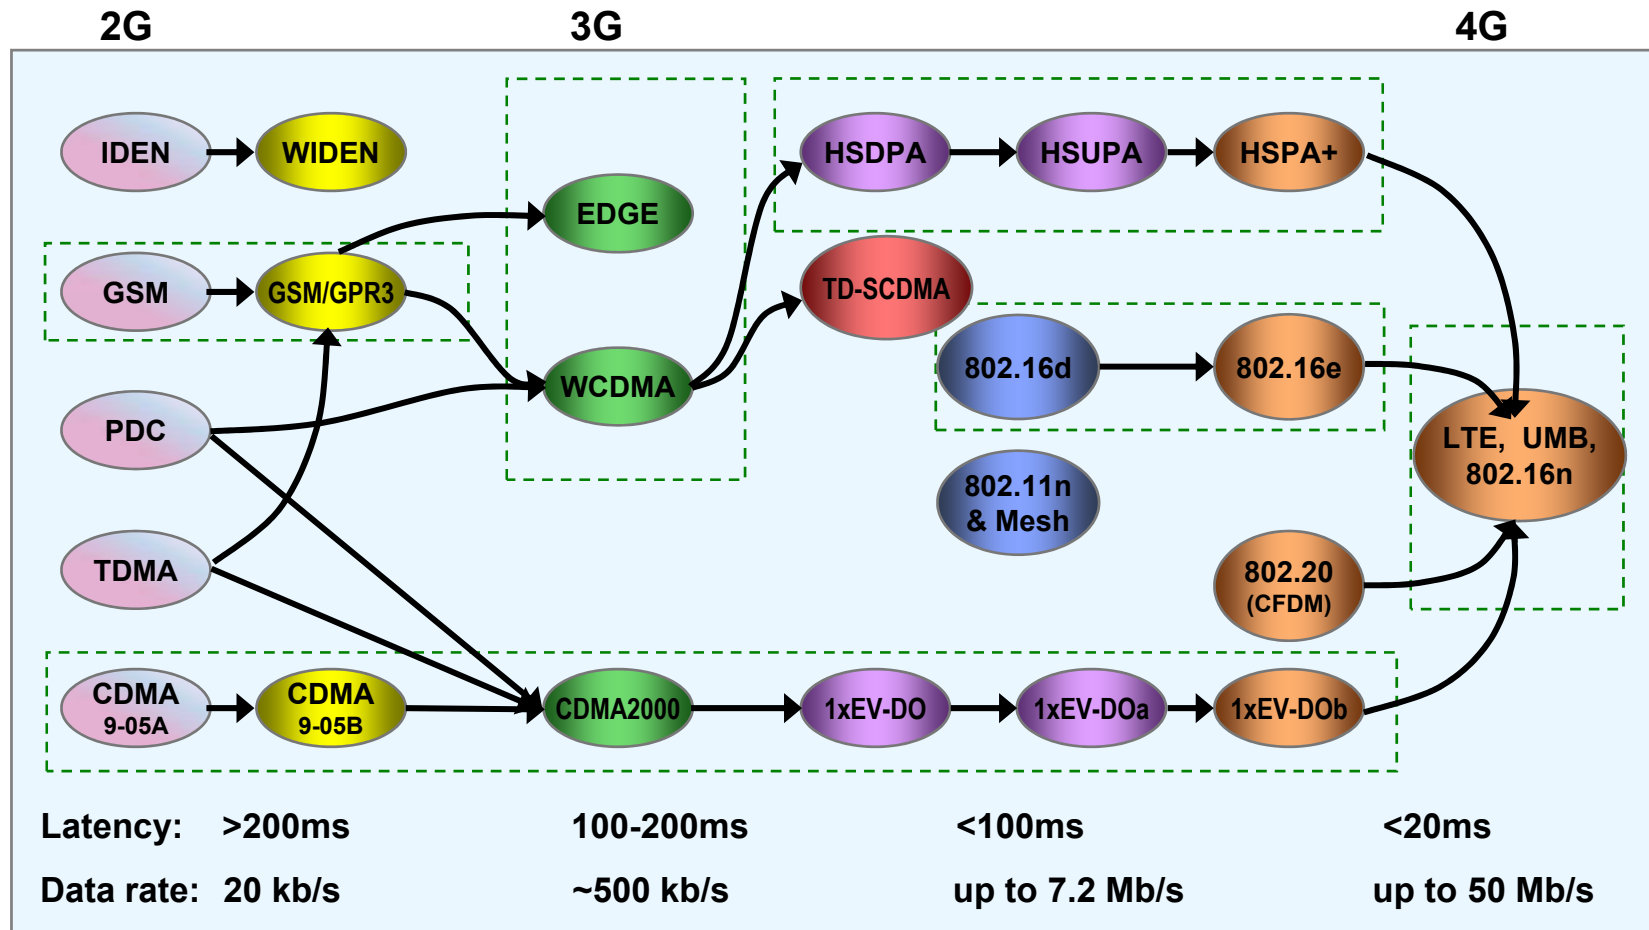 2G 3G 4G
IDEN WIDEN HSDPA HSUPA HSPA+
EDGE
GSM GSM/GPR3 TD-SCDMA
802.16d 802.16e
WCDMA
PDC
LTE, UMB,
802.16n
802.11n
& Mesh
TDMA
802.20
(CFDM)
CDMA
9-05A
CDMA
9-05B
CDMA2000 1xEV-DO 1xEV-DOa 1xEV-DOb
Latency: >200ms 100-200ms <100ms <20ms
Data rate: 20 kb/s ~500 kb/s up to 7.2 Mb/s up to 50 Mb/s